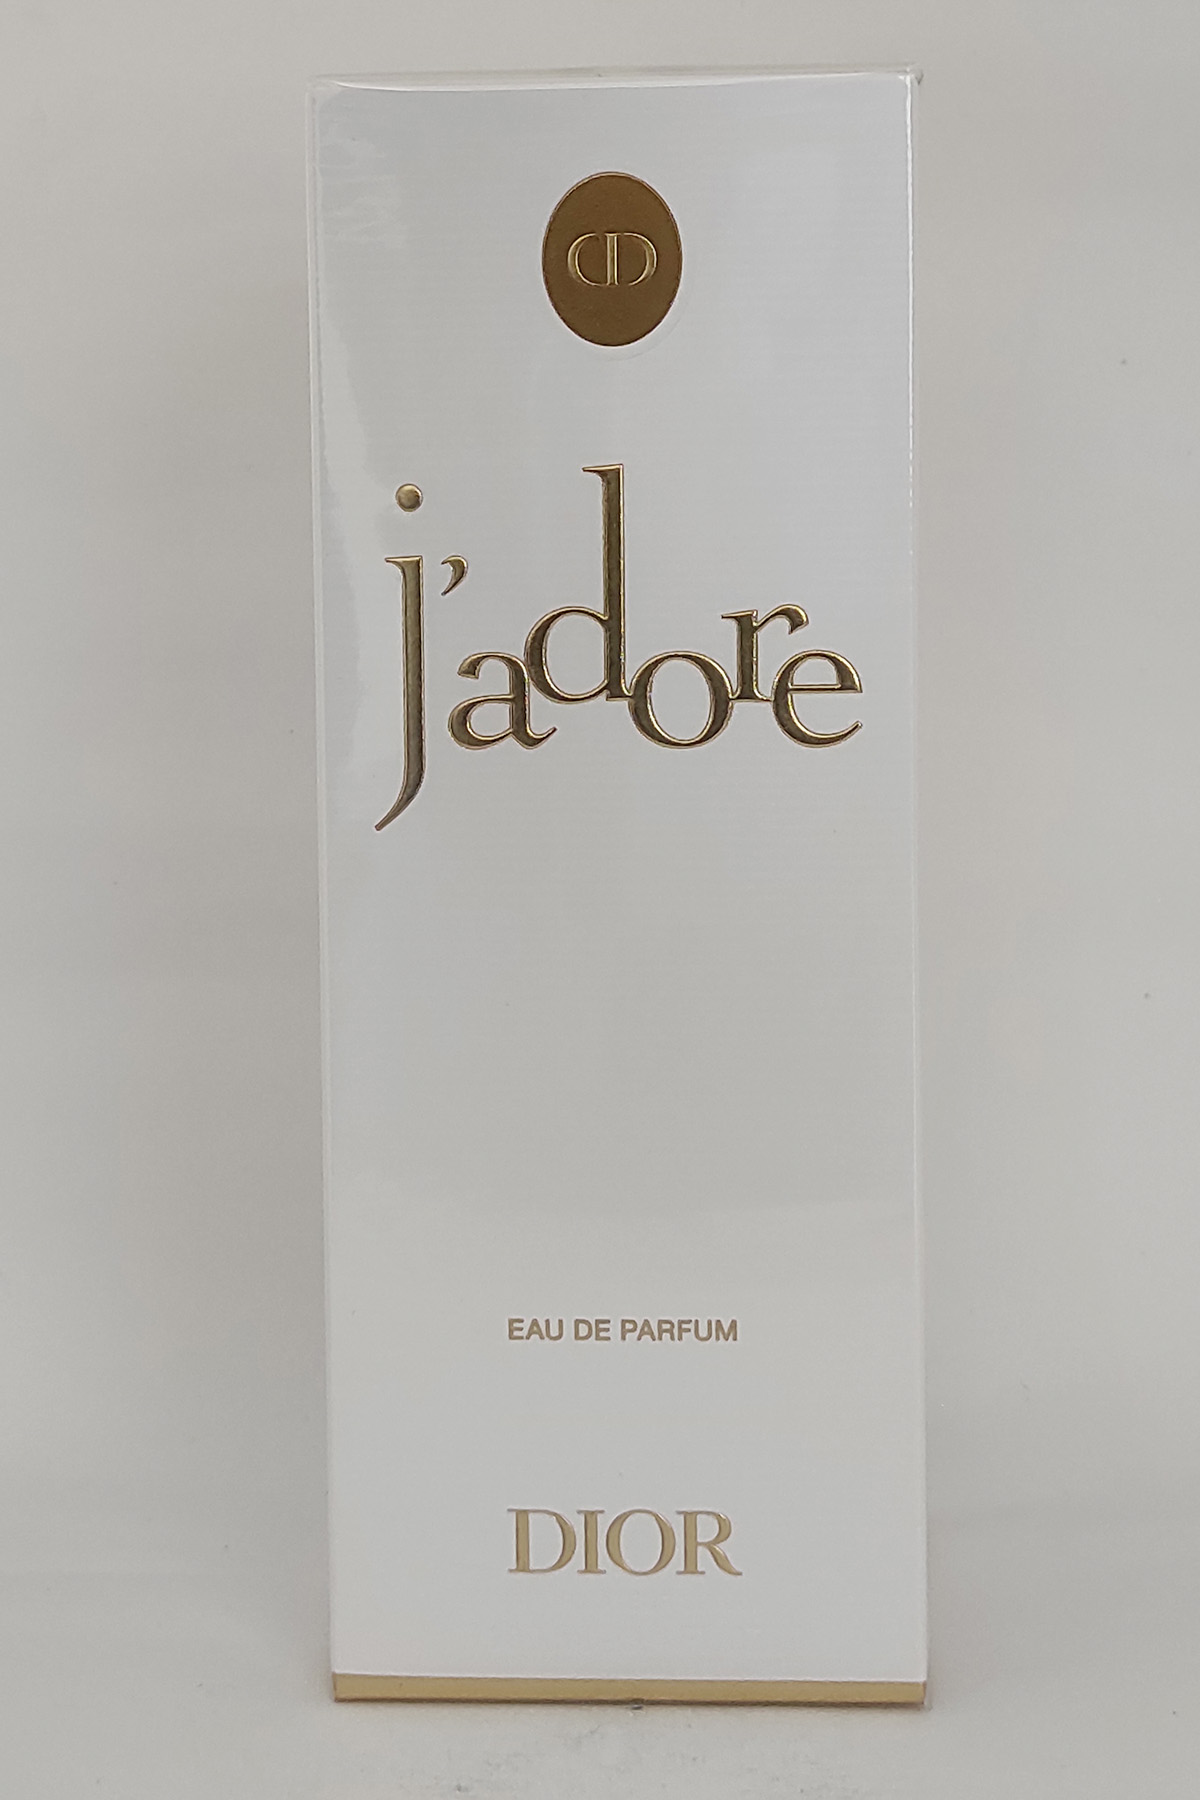 CD
j'adore
EAU DE PARFUM
DIOR